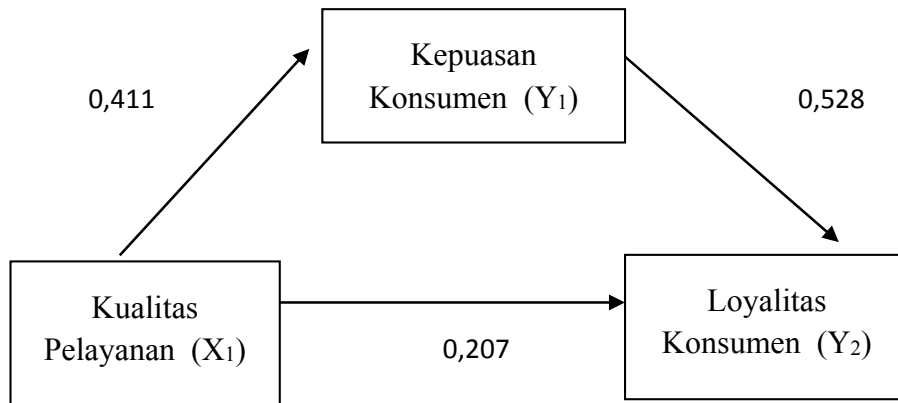 Kepuasan
Konsumen (Y₁)
0,411
0,528
Kualitas
Pelayanan (X₁)
Loyalitas
Konsumen (Y₂)
0,207